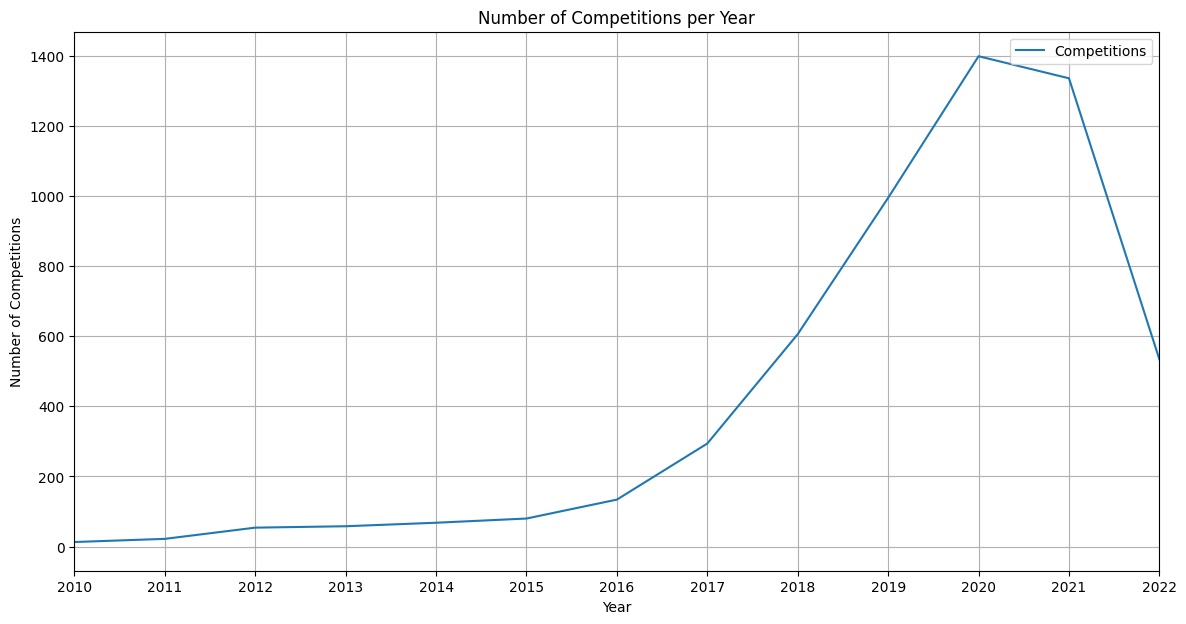 Number of Competitions per Year
Competitions
1400
1200
1000
800
600
400
200
0
Number of Competitions
2010 2011 2012 2013 2014 2015 2016 2017 2018 2019 2020 2021 2022
Year